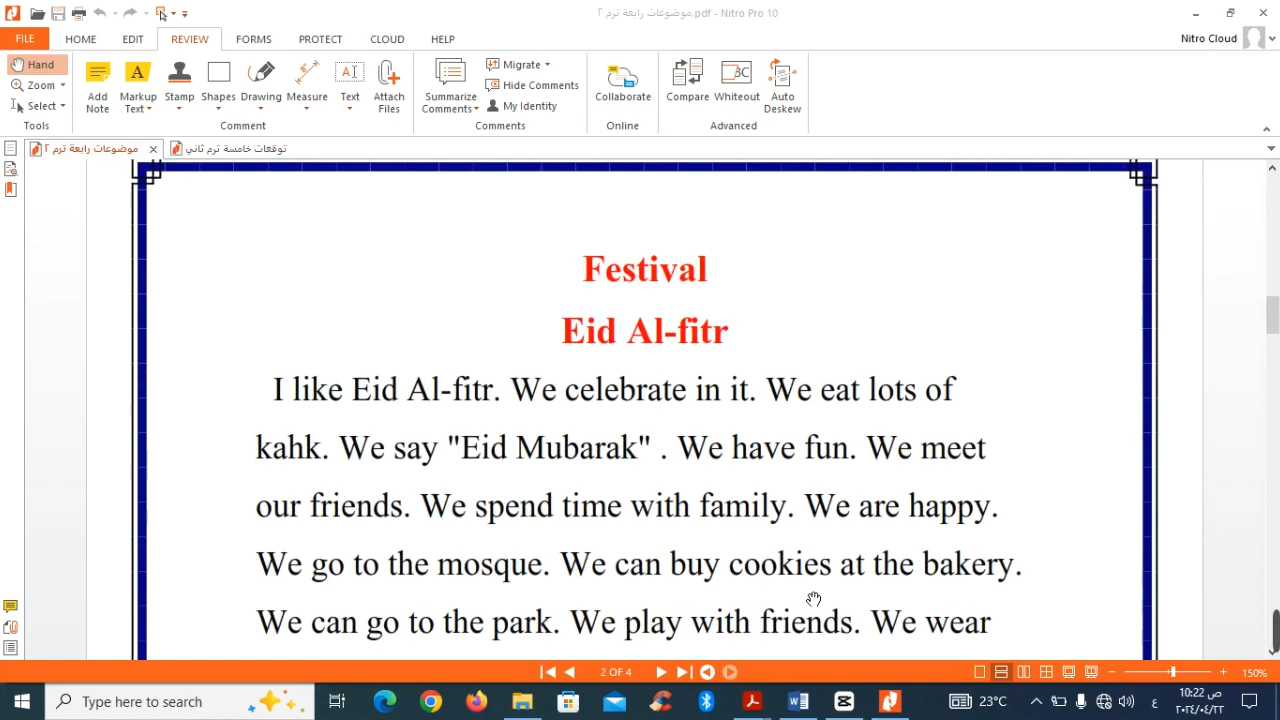 موضوعات رابعة ترم ٢.pdf - Nitro Pro 10
FILE HOME EDIT REVIEW FORMS PROTECT CLOUD HELP
Nitro Cloud
Hand
Zoom
Select
Tools
Add Note
Markup Text
Stamp
Shapes
Drawing
Measure
Text
Attach Files
Comment
Summarize Comments
Migrate
Hide Comments
My Identity
Comments
Collaborate
Online
Compare
Whiteout
Auto Deskew
Advanced
موضوعات رابعة ترم ٢
توقعات خامسة ترم ثاني
Festival
Eid Al-fitr
I like Eid Al-fitr. We celebrate in it. We eat lots of
kahk. We say "Eid Mubarak" . We have fun. We meet
our friends. We spend time with family. We are happy.
We go to the mosque. We can buy cookies at the bakery.
We can go to the park. We play with friends. We wear
2 OF 4
150%
Type here to search
23°C
ع
10:22 ص
٢٠٢٤/٠٤/٢٣